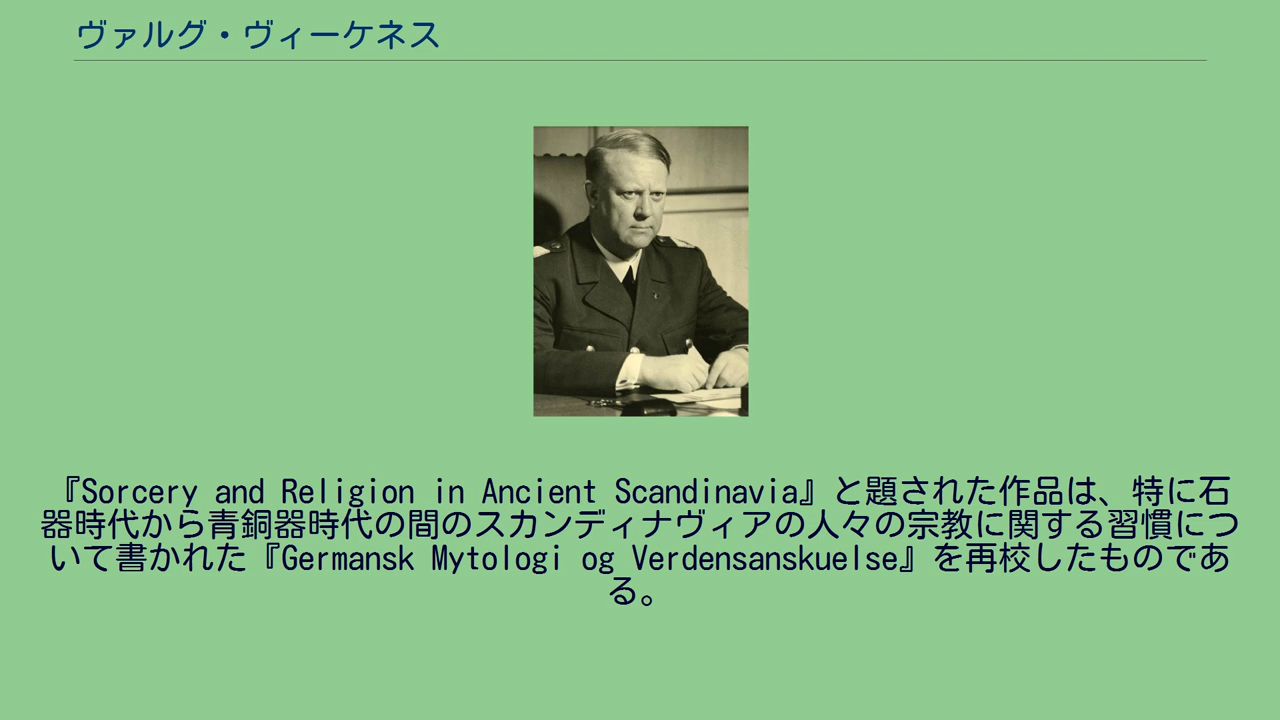 ヴァルグ・ヴィーケネス
『Sorcery and Religion in Ancient Scandinavia』と題された作品は、特に石
器時代から青銅器時代の間のスカンディナヴィアの人々の宗教に関する習慣につ
いて書かれた『Germansk Mytologi og Verdensanskuelse』を再校したものであ
る。